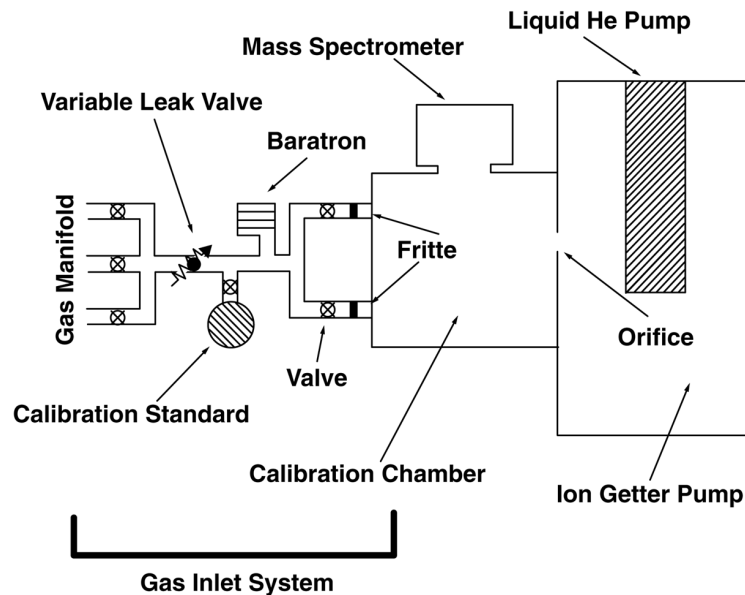 Liquid He Pump
Mass Spectrometer
Variable Leak Valve
Baratron
Gas Manifold
Fritte
Orifice
Valve
Calibration Standard
Calibration Chamber
Ion Getter Pump
Gas Inlet System